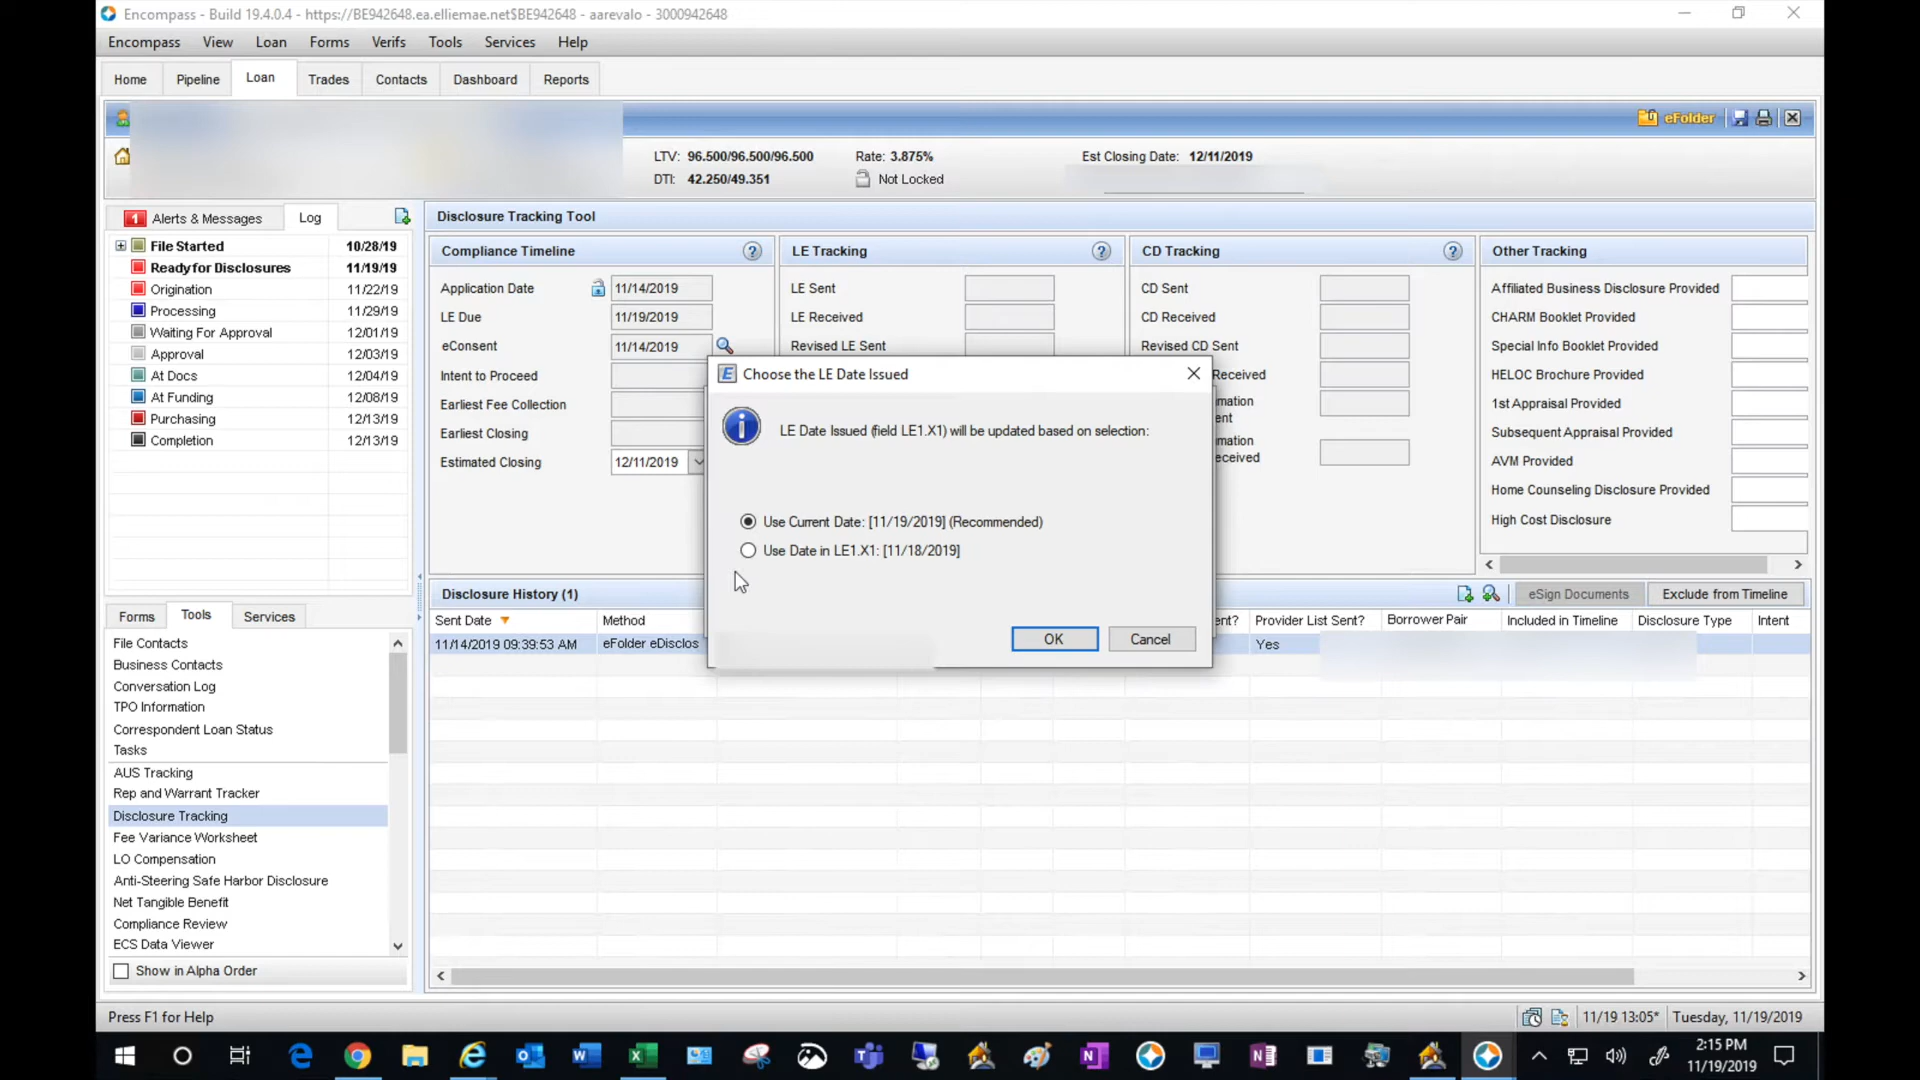 Encompass - Build 19.4.0.4 - https://BE942648.ea.elliemae.net$BE942648 - aarevalo - 3000942648
Encompass View Loan Forms Verifs Tools Services Help
Home Pipeline Loan Trades Contacts Dashboard Reports
eFolder
LTV: 96.500/96.500/96.500 Rate: 3.875% Est Closing Date: 12/11/2019
DTI: 42.250/49.351 Not Locked
1 Alerts & Messages Log
File Started 10/28/19
Ready for Disclosures 11/19/19
Origination 11/22/19
Processing 11/29/19
Waiting For Approval 12/01/19
Approval 12/03/19
At Docs 12/04/19
At Funding 12/08/19
Purchasing 12/13/19
Completion 12/13/19
Disclosure Tracking Tool
Compliance Timeline
Application Date 11/14/2019
LE Due 11/19/2019
eConsent 11/14/2019
Intent to Proceed
Earliest Fee Collection
Earliest Closing
Estimated Closing 12/11/2019
LE Tracking
LE Sent
LE Received
Revised LE Sent
CD Tracking
CD Sent
CD Received
Revised CD Sent
Received
mation
ent
mation
eceived
Other Tracking
Affiliated Business Disclosure Provided
CHARM Booklet Provided
Special Info Booklet Provided
HELOC Brochure Provided
1st Appraisal Provided
Subsequent Appraisal Provided
AVM Provided
Home Counseling Disclosure Provided
High Cost Disclosure
Choose the LE Date Issued
LE Date Issued (field LE1.X1) will be updated based on selection:
Use Current Date: [11/19/2019] (Recommended)
Use Date in LE1.X1: [11/18/2019]
OK Cancel
Disclosure History (1) eSign Documents Exclude from Timeline
Sent Date Method ent? Provider List Sent? Borrower Pair Included in Timeline Disclosure Type Intent
11/14/2019 09:39:53 AM eFolder eDisclos Yes
Forms Tools Services
File Contacts
Business Contacts
Conversation Log
TPO Information
Correspondent Loan Status
Tasks
AUS Tracking
Rep and Warrant Tracker
Disclosure Tracking
Fee Variance Worksheet
LO Compensation
Anti-Steering Safe Harbor Disclosure
Net Tangible Benefit
Compliance Review
ECS Data Viewer
Show in Alpha Order
Press F1 for Help 11/19 13:05* Tuesday, 11/19/2019
2:15 PM
11/19/2019